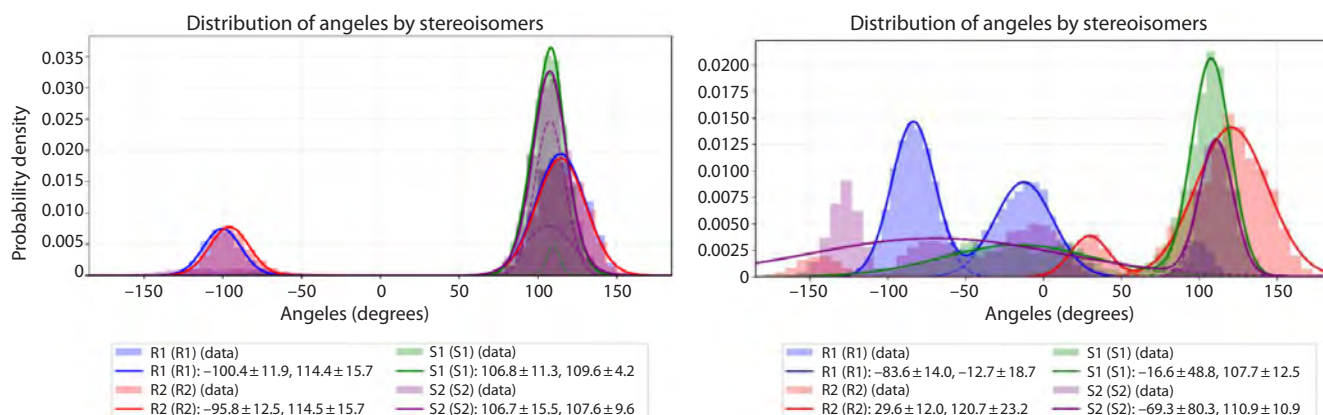 Distribution of angeles by stereoisomers
Probability density
0.035
0.030
0.025
0.020
0.015
0.010
0.005
0
−150
−100
−50
0
50
100
150
Angeles (degrees)
R1 (R1) (data)
R1 (R1): −100.4 ± 11.9, 114.4 ± 15.7
R2 (R2) (data)
R2 (R2): −95.8 ± 12.5, 114.5 ± 15.7
S1 (S1) (data)
S1 (S1): 106.8 ± 11.3, 109.6 ± 4.2
S2 (S2) (data)
S2 (S2): 106.7 ± 15.5, 107.6 ± 9.6
Distribution of angeles by stereoisomers
0.0200
0.0175
0.0150
0.0125
0.0100
0.0075
0.0050
0.0025
0
−150
−100
−50
0
50
100
150
Angeles (degrees)
R1 (R1) (data)
R1 (R1): −83.6 ± 14.0, −12.7 ± 18.7
R2 (R2) (data)
R2 (R2): 29.6 ± 12.0, 120.7 ± 23.2
S1 (S1) (data)
S1 (S1): −16.6 ± 48.8, 107.7 ± 12.5
S2 (S2) (data)
S2 (S2): −69.3 ± 80.3, 110.9 ± 10.9